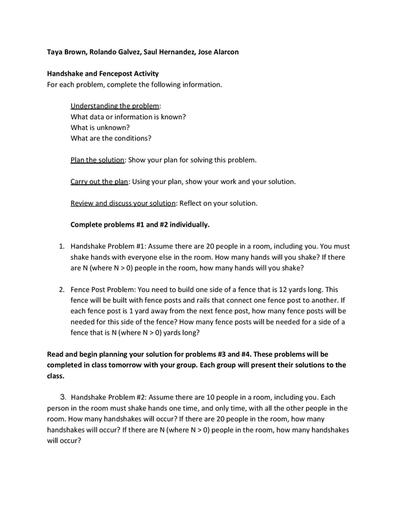 Taya Brown, Rolando Galvez, Saul Hernandez, Jose Alarcon
Handshake and Fencepost Activity
For each problem, complete the following information.
Understanding the problem:
What data or information is known?
What is unknown?
What are the conditions?
Plan the solution: Show your plan for solving this problem.
Carry out the plan: Using your plan, show your work and your solution.
Review and discuss your solution: Reflect on your solution.
Complete problems #1 and #2 individually.
1. Handshake Problem #1: Assume there are 20 people in a room, including you. You must
shake hands with everyone else in the room. How many hands will you shake? If there
are N (where N > 0) people in the room, how many hands will you shake?
2. Fence Post Problem: You need to build one side of a fence that is 12 yards long. This
fence will be built with fence posts and rails that connect one fence post to another. If
each fence post is 1 yard away from the next fence post, how many fence posts will be
needed for this side of the fence? How many fence posts will be needed for a side of a
fence that is N (where N > 0) yards long?
Read and begin planning your solution for problems #3 and #4. These problems will be
completed in class tomorrow with your group. Each group will present their solutions to the
class.
3. Handshake Problem #2: Assume there are 10 people in a room, including you. Each
person in the room must shake hands one time, and only time, with all the other people in the
room. How many handshakes will occur? If there are 20 people in the room, how many
handshakes will occur? If there are N (where N > 0) people in the room, how many handshakes
will occur?